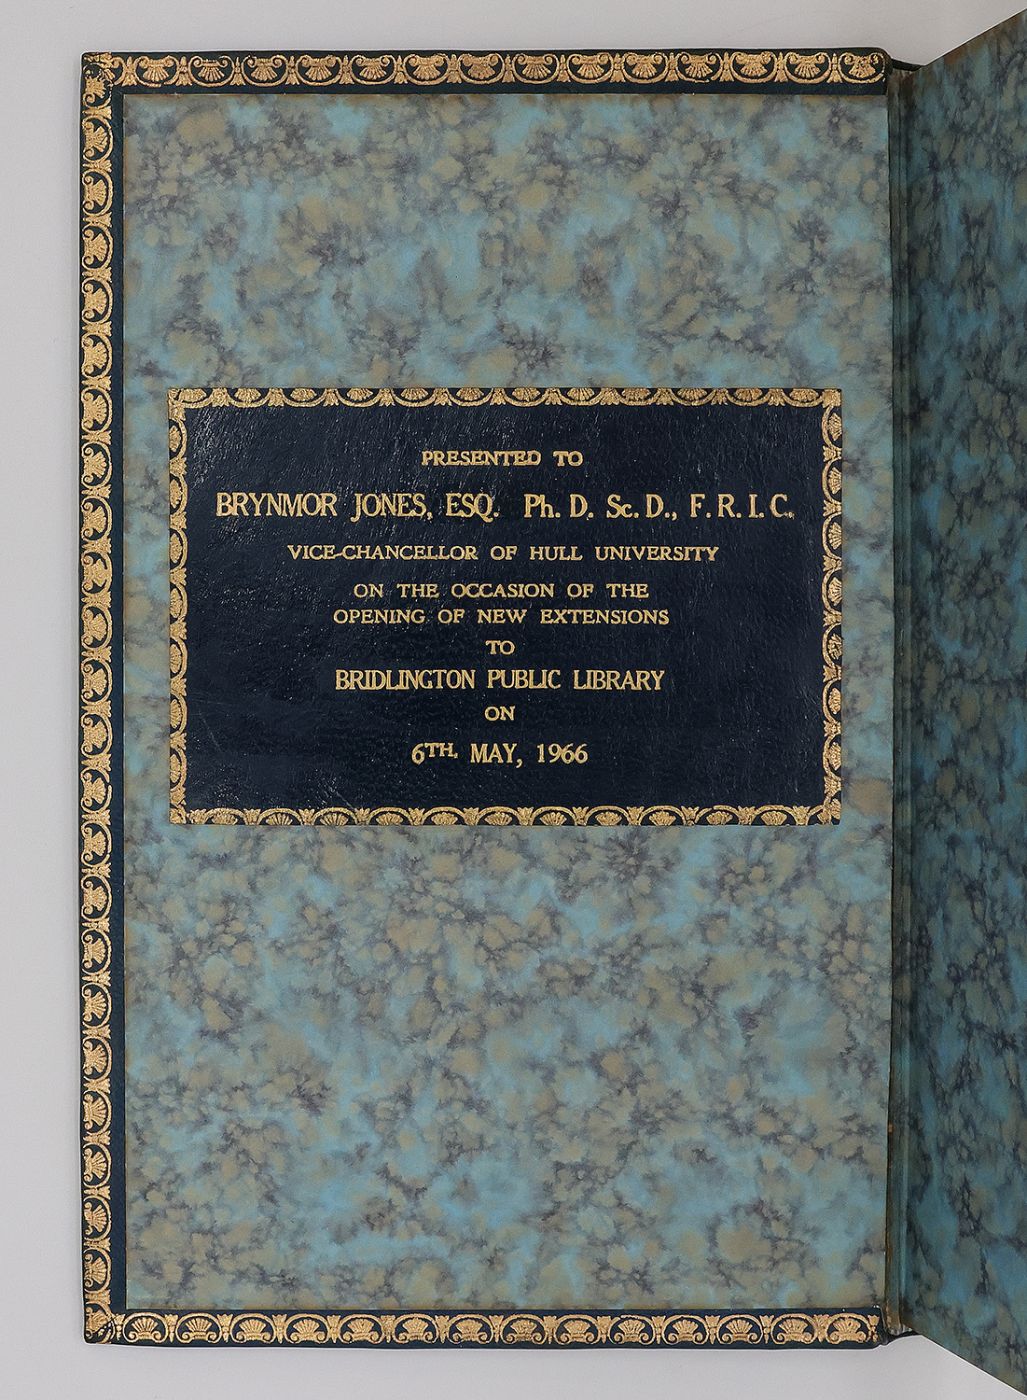 PRESENTED TO
BRYNMOR JONES, ESQ. Ph. D. Sc. D., F. R. I. C.
VICE-CHANCELLOR OF HULL UNIVERSITY
ON THE OCCASION OF THE
OPENING OF NEW EXTENSIONS
TO
BRIDLINGTON PUBLIC LIBRARY
ON
6TH. MAY, 1966